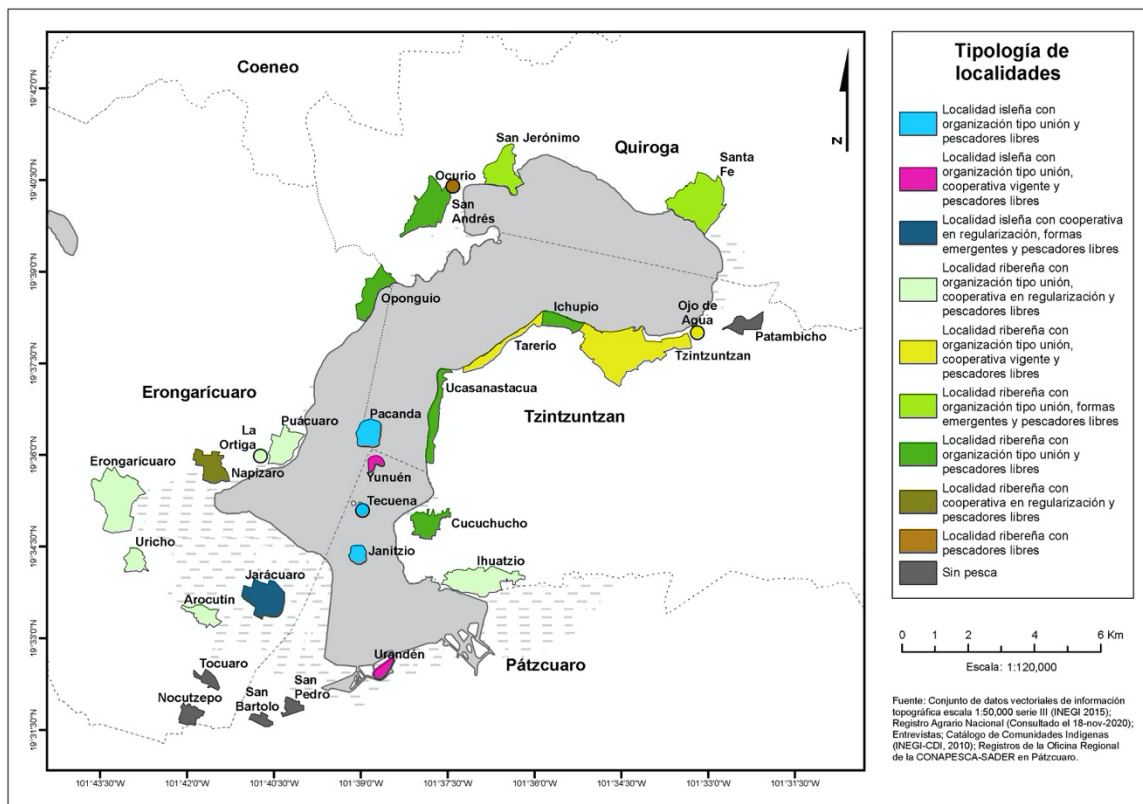 Coeneo
San Jerónimo
Quiroga
Santa
Fe
Ocurio
San
Andrés
Oponguio
Ichupio
Ojo de
Agua
Patambicho
Tarerio
Tzintzuntzan
Ucasanastacua
Erongarícuaro
Tzintzuntzan
Pacanda
Puácuaro
La
Ortiga
Erongarícuaro
Napízaro
Yunuén
Tecuena
Cucuchucho
Uricho
Janitzio
Ihuatzio
Jarácuaro
Arocutín
Urandén
Pátzcuaro
Tocuaro
Nocutzepo
San
Bartolo
San
Pedro
19°42'0"N
19°40'30"N
19°39'0"N
19°37'30"N
19°36'0"N
19°34'30"N
19°33'0"N
19°31'30"N
101°43'30"W
101°42'0"W
101°40'30"W
101°39'0"W
101°37'30"W
101°36'0"W
101°34'30"W
101°33'0"W
101°31'30"W
N
Tipología de
localidades
Localidad isleña con
organización tipo unión y
pescadores libres
Localidad isleña con
organización tipo
unión, cooperativa vigente y
pescadores libres
Localidad isleña con cooperativa
en regularización, formas
emergentes y pescadores libres
Localidad ribereña con
organización tipo unión,
cooperativa en regularización y
pescadores libres
Localidad ribereña con
organización tipo
unión, cooperativa vigente y
pescadores libres
Localidad ribereña con
organización tipo unión, formas
emergentes y pescadores libres
Localidad ribereña con
organización tipo unión y
pescadores libres
Localidad ribereña con
cooperativa en regularización y
pescadores libres
Localidad ribereña con
pescadores libres
Sin pesca
0 1 2 4 6 Km
Escala: 1:120,000
Fuente: Conjunto de datos vectoriales de información
topográfica escala 1:50,000 serie III (INEGI 2015);
Registro Agrario Nacional (Consultado el 18-nov-2020);
Entrevistas; Catálogo de Comunidades Indígenas
(INEGI-CDI, 2010); Registros de la Oficina Regional
de la CONAPESCA-SADER en Pátzcuaro.